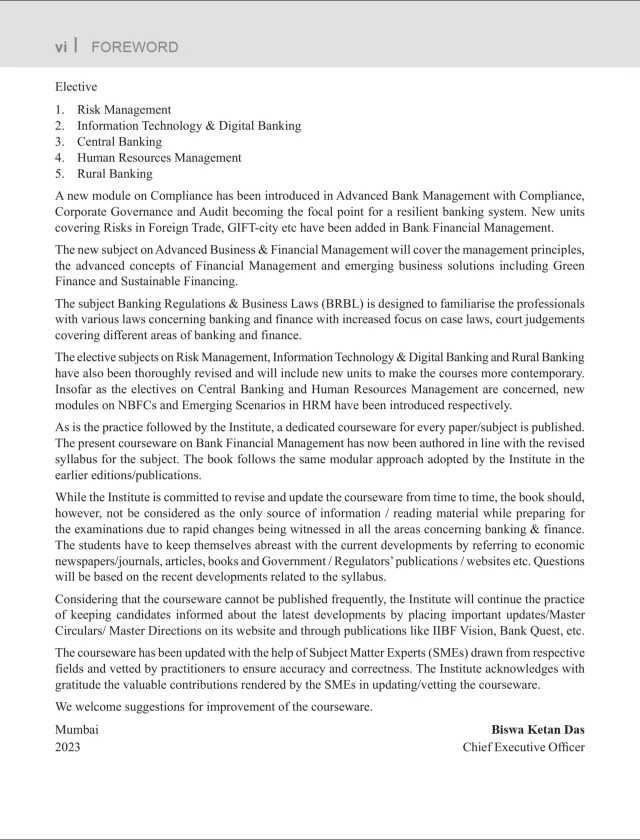 vi | FOREWORD
Elective
1. Risk Management
2. Information Technology & Digital Banking
3. Central Banking
4. Human Resources Management
5. Rural Banking
A new module on Compliance has been introduced in Advanced Bank Management with Compliance,
Corporate Governance and Audit becoming the focal point for a resilient banking system. New units
covering Risks in Foreign Trade, GIFT-city etc have been added in Bank Financial Management.
The new subject on Advanced Business & Financial Management will cover the management principles,
the advanced concepts of Financial Management and emerging business solutions including Green
Finance and Sustainable Financing.
The subject Banking Regulations & Business Laws (BRBL) is designed to familiarise the professionals
with various laws concerning banking and finance with increased focus on case laws, court judgements
covering different areas of banking and finance.
The elective subjects on Risk Management, Information Technology & Digital Banking and Rural Banking
have also been thoroughly revised and will include new units to make the courses more contemporary.
Insofar as the electives on Central Banking and Human Resources Management are concerned, new
modules on NBFCs and Emerging Scenarios in HRM have been introduced respectively.
As is the practice followed by the Institute, a dedicated courseware for every paper/subject is published.
The present courseware on Bank Financial Management has now been authored in line with the revised
syllabus for the subject. The book follows the same modular approach adopted by the Institute in the
earlier editions/publications.
While the Institute is committed to revise and update the courseware from time to time, the book should,
however, not be considered as the only source of information / reading material while preparing for
the examinations due to rapid changes being witnessed in all the areas concerning banking & finance.
The students have to keep themselves abreast with the current developments by referring to economic
newspapers/journals, articles, books and Government / Regulators' publications / websites etc. Questions
will be based on the recent developments related to the syllabus.
Considering that the courseware cannot be published frequently, the Institute will continue the practice
of keeping candidates informed about the latest developments by placing important updates/Master
Circulars/ Master Directions on its website and through publications like IIBF Vision, Bank Quest, etc.
The courseware has been updated with the help of Subject Matter Experts (SMEs) drawn from respective
fields and vetted by practitioners to ensure accuracy and correctness. The Institute acknowledges with
gratitude the valuable contributions rendered by the SMEs in updating/vetting the courseware.
We welcome suggestions for improvement of the courseware.
Mumbai Biswa Ketan Das
2023 Chief Executive Officer